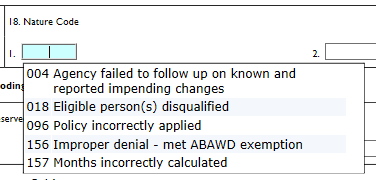 18. Nature Code
1.
2.
004 Agency failed to follow up on known and
reported impending changes
oding
018 Eligible person(s) disqualified
096 Policy incorrectly applied
serve
156 Improper denial - met ABAWD exemption
157 Months incorrectly calculated